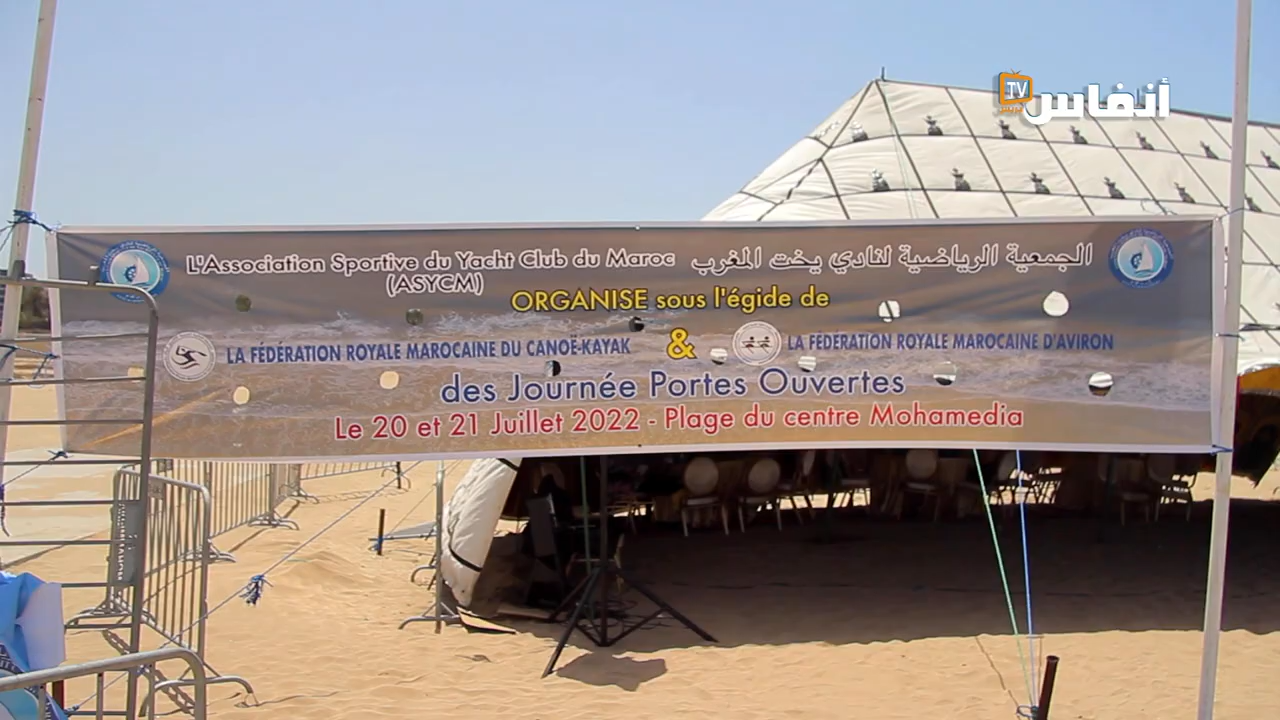 TV أنفاس
L'Association Sportive du Yacht Club du Maroc الجمعية الرياضية لنادي يخت المغرب
(ASYCM)
ORGANISE sous l'égide de
LA FÉDÉRATION ROYALE MAROCAINE DU CANOË-KAYAK & LA FÉDÉRATION ROYALE MAROCAINE D'AVIRON
des Journée Portes Ouvertes
Le 20 et 21 Juillet 2022 - Plage du centre Mohamedia